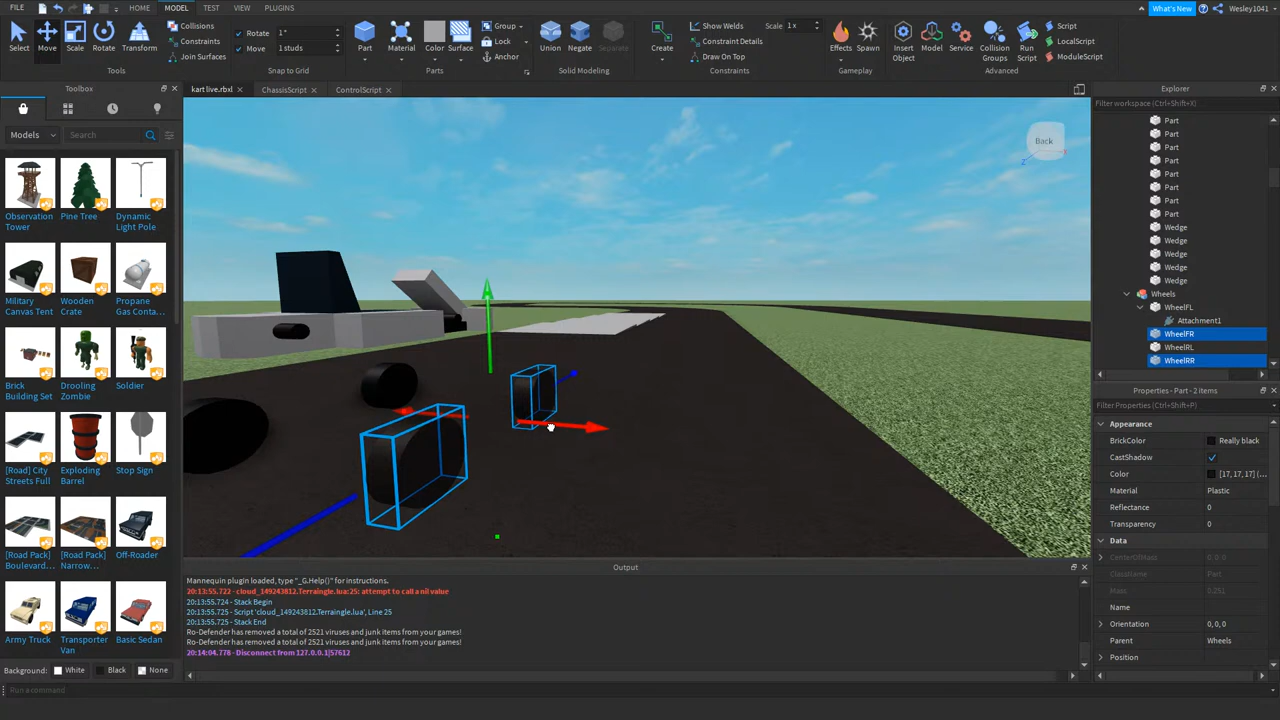 FILE HOME MODEL TEST VIEW PLUGINS What's New Wesley1041
Select Move Scale Rotate Transform
Collisions
Constraints
Join Surfaces
Tools
Rotate 1°
Move 1 studs
Snap to Grid
Part Material Color Surface
Group
Lock
Anchor
Parts
Union Negate Separate
Solid Modeling
Create
Show Welds Scale 1 x
Constraint Details
Draw On Top
Constraints
Effects Spawn
Gameplay
Insert Object Model Service Collision Groups Run Script
Script
LocalScript
ModuleScript
Advanced
Toolbox
kart live.rbxl ChassisScript ControlScript
Models Search
Observation Tower
Pine Tree
Dynamic Light Pole
Military Canvas Tent
Wooden Crate
Propane Gas Conta...
Brick Building Set
Drooling Zombie
Soldier
[Road] City Streets Full
Exploding Barrel
Stop Sign
[Road Pack] Boulevard...
[Road Pack] Narrow...
Off-Roader
Army Truck
Transporter Van
Basic Sedan
Background: White Black None
Run a command
Back
Output
Mannequin plugin loaded, type "_G.Help()" for instructions.
20:13:55.722 - cloud_149243812.Terraingle.lua:25: attempt to call a nil value
20:13:55.724 - Stack Begin
20:13:55.725 - Script 'cloud_149243812.Terraingle.lua', Line 25
20:13:55.725 - Stack End
Ro-Defender has removed a total of 2521 viruses and junk items from your games!
Ro-Defender has removed a total of 2521 viruses and junk items from your games!
20:14:04.778 - Disconnect from 127.0.0.1|57612
Explorer
Filter workspace (Ctrl+Shift+X)
Part
Part
Part
Part
Part
Part
Part
Part
Wedge
Wedge
Wedge
Wedge
Wedge
Wheels
WheelFL
Attachment1
WheelFR
WheelRL
WheelRR
Properties - Part - 2 items
Filter Properties (Ctrl+Shift+P)
Appearance
BrickColor Really black
CastShadow
Color [17, 17, 17] (...
Material Plastic
Reflectance 0
Transparency 0
Data
CenterOfMass 0, 0, 0
ClassName Part
Mass 0.251
Name
Orientation 0, 0, 0
Parent Wheels
Position